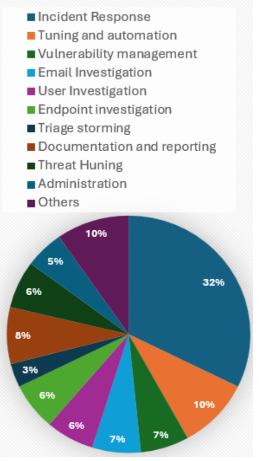 Incident Response
Tuning and automation
Vulnerability management
Email Investigation
User Investigation
Endpoint investigation
Triage storming
Documentation and reporting
Threat Huning
Administration
Others
10%
32%
5%
6%
8%
3%
6%
6%
7%
7%
10%